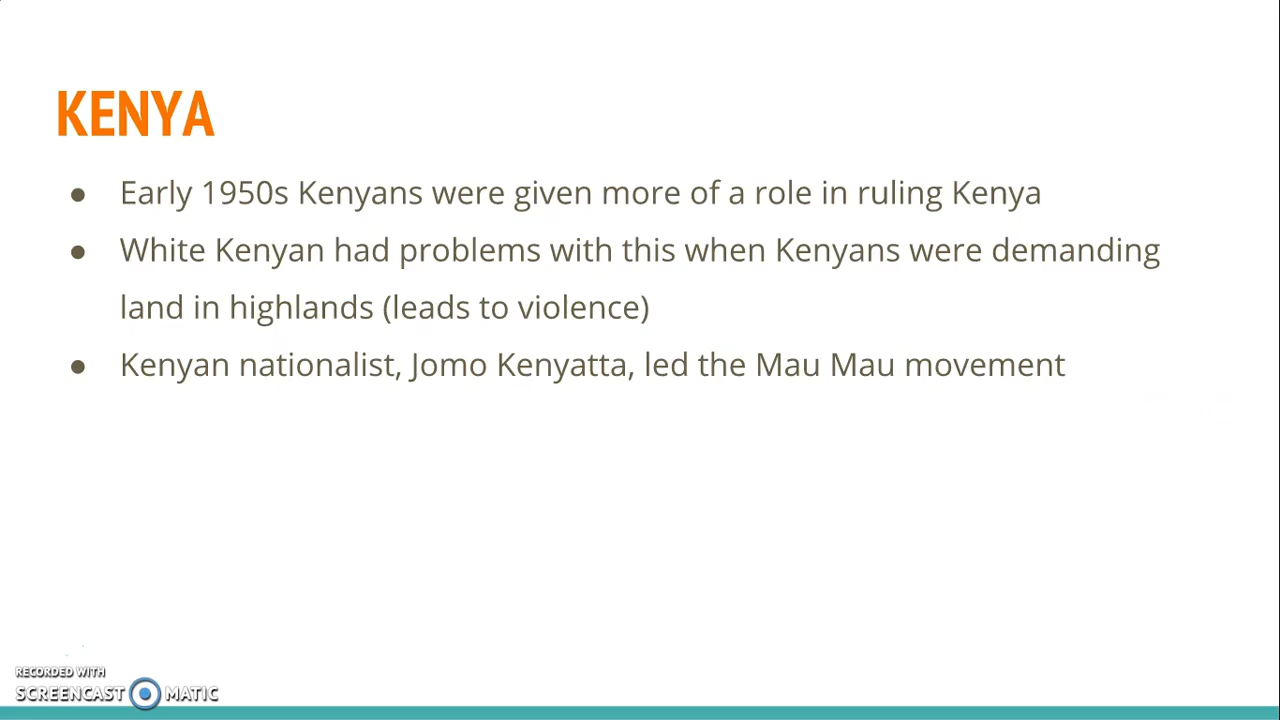 KENYA
● Early 1950s Kenyans were given more of a role in ruling Kenya
● White Kenyan had problems with this when Kenyans were demanding
land in highlands (leads to violence)
● Kenyan nationalist, Jomo Kenyatta, led the Mau Mau movement
RECORDED WITH
SCREENCAST MATIC